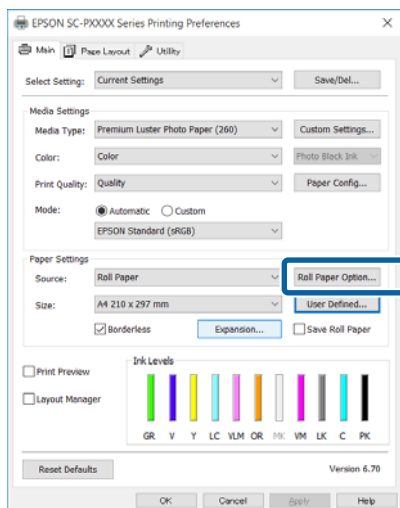 EPSON SC-PXXXX Series Printing Preferences
Main Page Layout Utility
Select Setting: Current Settings Save/Del...
Media Settings
Media Type: Premium Luster Photo Paper (260) Custom Settings...
Color: Color Photo Black Ink
Print Quality: Quality Paper Config...
Mode: Automatic Custom
EPSON Standard (sRGB)
Paper Settings
Source: Roll Paper Roll Paper Option...
Size: A4 210 x 297 mm User Defined...
Borderless Expansion... Save Roll Paper
Print Preview
Layout Manager
Ink Levels
GR V Y LC VLM OR MK VM LK C PK
Reset Defaults Version 6.70
OK Cancel Apply Help